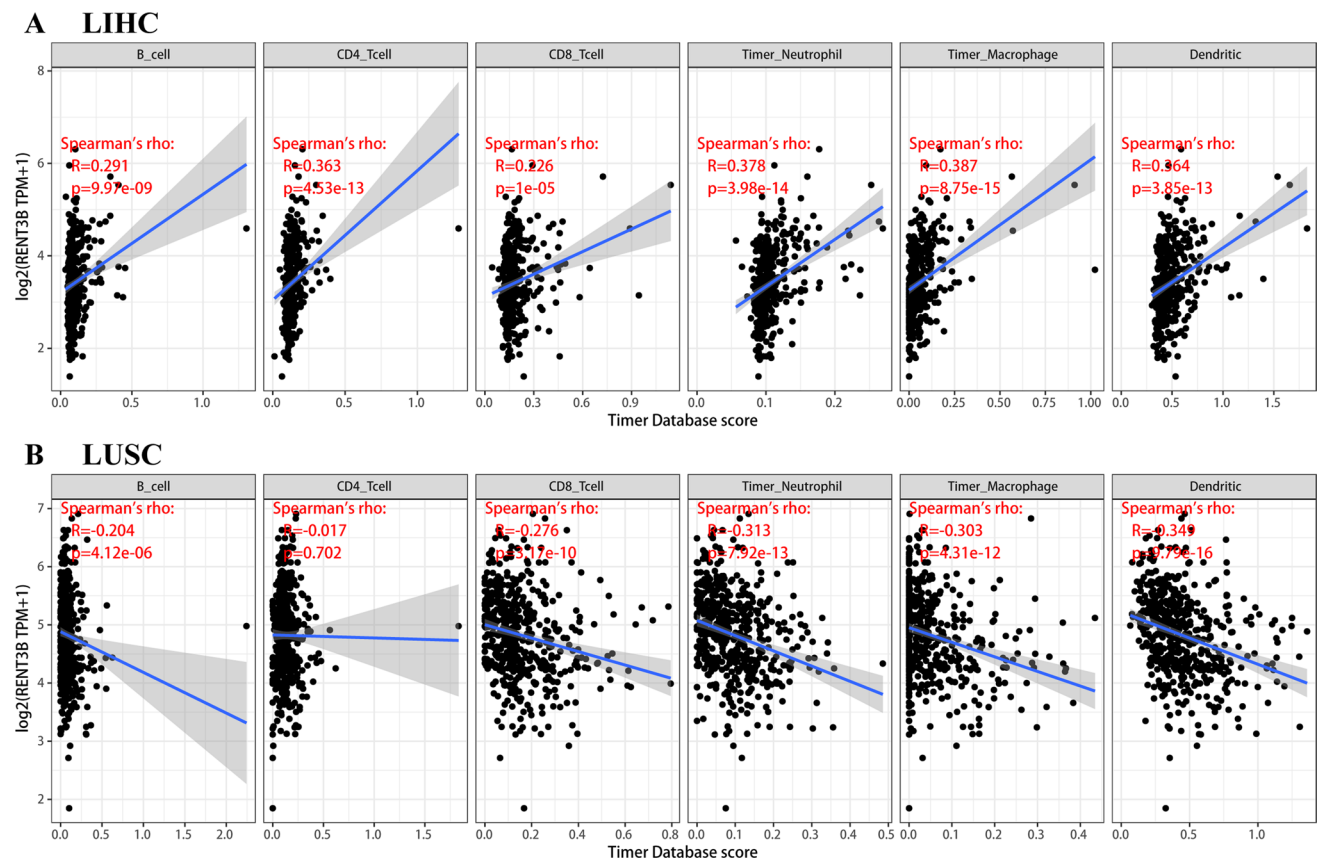 A LIHC
B_cell CD4_Tcell CD8_Tcell Timer_Neutrophil Timer_Macrophage Dendritic
log2(RENT3B TPM+1)
8
6
4
2
Spearman's rho: Spearman's rho: Spearman's rho: Spearman's rho: Spearman's rho: Spearman's rho:
R=0.291 R=0.363 R=0.226 R=0.378 R=0.387 R=0.364
p=9.97e-09 p=4.53e-13 p=1e-05 p=3.98e-14 p=8.75e-15 p=3.85e-13
0.0 0.5 1.0 0.0 0.5 1.0 0.0 0.3 0.6 0.9 0.0 0.1 0.2 0.00 0.25 0.50 0.75 1.00 0.0 0.5 1.0 1.5
Timer Database score
B LUSC
B_cell CD4_Tcell CD8_Tcell Timer_Neutrophil Timer_Macrophage Dendritic
log2(RENT3B TPM+1)
7
6
5
4
3
2
Spearman's rho: Spearman's rho: Spearman's rho: Spearman's rho: Spearman's rho: Spearman's rho:
R=-0.204 R=-0.017 R=-0.276 R=-0.313 R=-0.303 R=-0.349
p=4.12e-06 p=0.702 p=3.17e-10 p=7.92e-13 p=4.31e-12 p=9.79e-16
0.0 0.5 1.0 1.5 2.0 0.0 0.5 1.0 1.5 0.0 0.2 0.4 0.6 0.8 0.0 0.1 0.2 0.3 0.4 0.5 0.0 0.1 0.2 0.3 0.4 0.0 0.5 1.0
Timer Database score